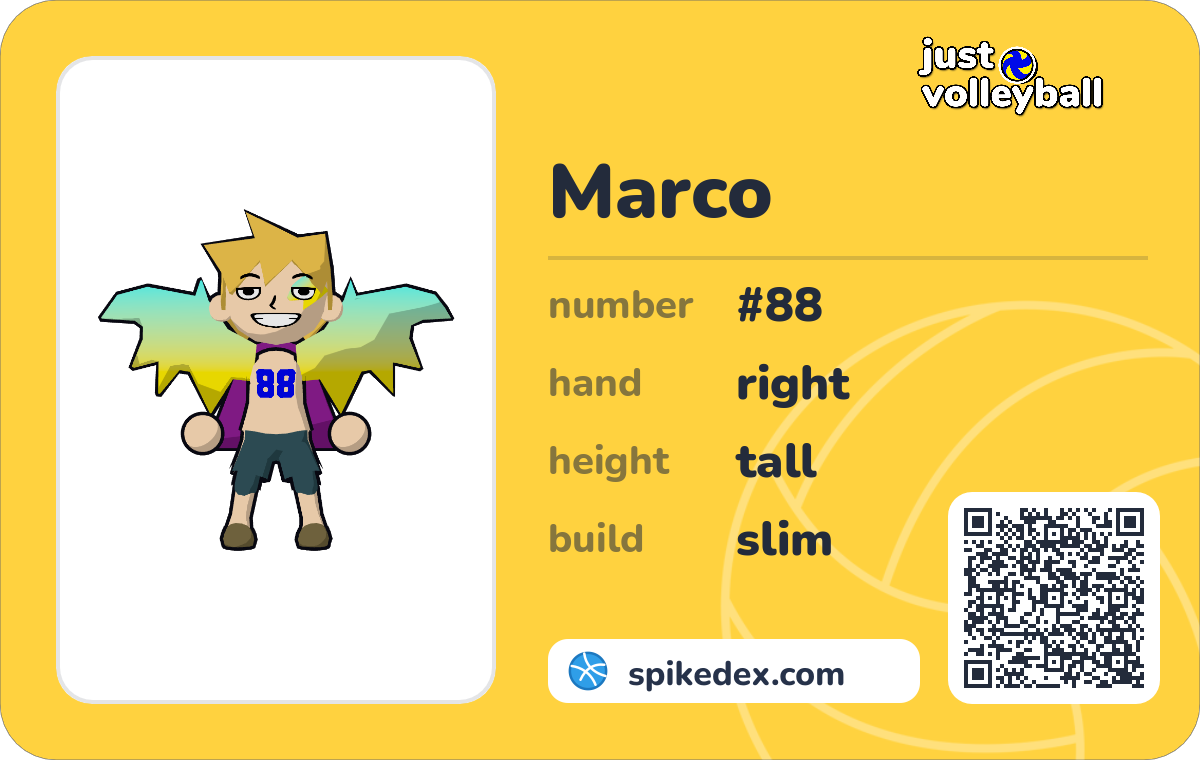 just
volleyball
Marco
number #88
hand right
height tall
build slim
88
spikedex.com